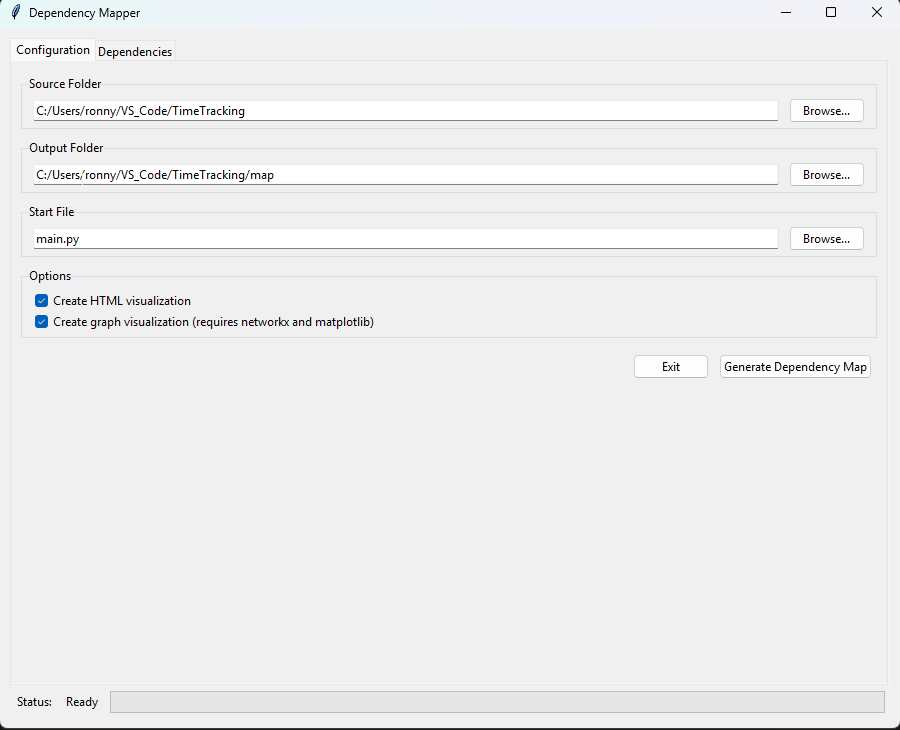 Dependency Mapper
Configuration Dependencies
Source Folder
C:/Users/ronny/VS_Code/TimeTracking Browse...
Output Folder
C:/Users/ronny/VS_Code/TimeTracking/map Browse...
Start File
main.py Browse...
Options
Create HTML visualization
Create graph visualization (requires networkx and matplotlib)
Exit Generate Dependency Map
Status: Ready